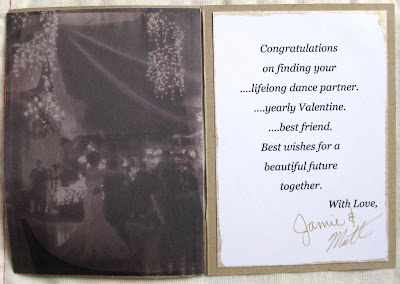 Congratulations
on finding your
....lifelong dance partner.
....yearly Valentine.
....best friend.
Best wishes for a
beautiful future
together.
With Love,
Jamie &
Matt